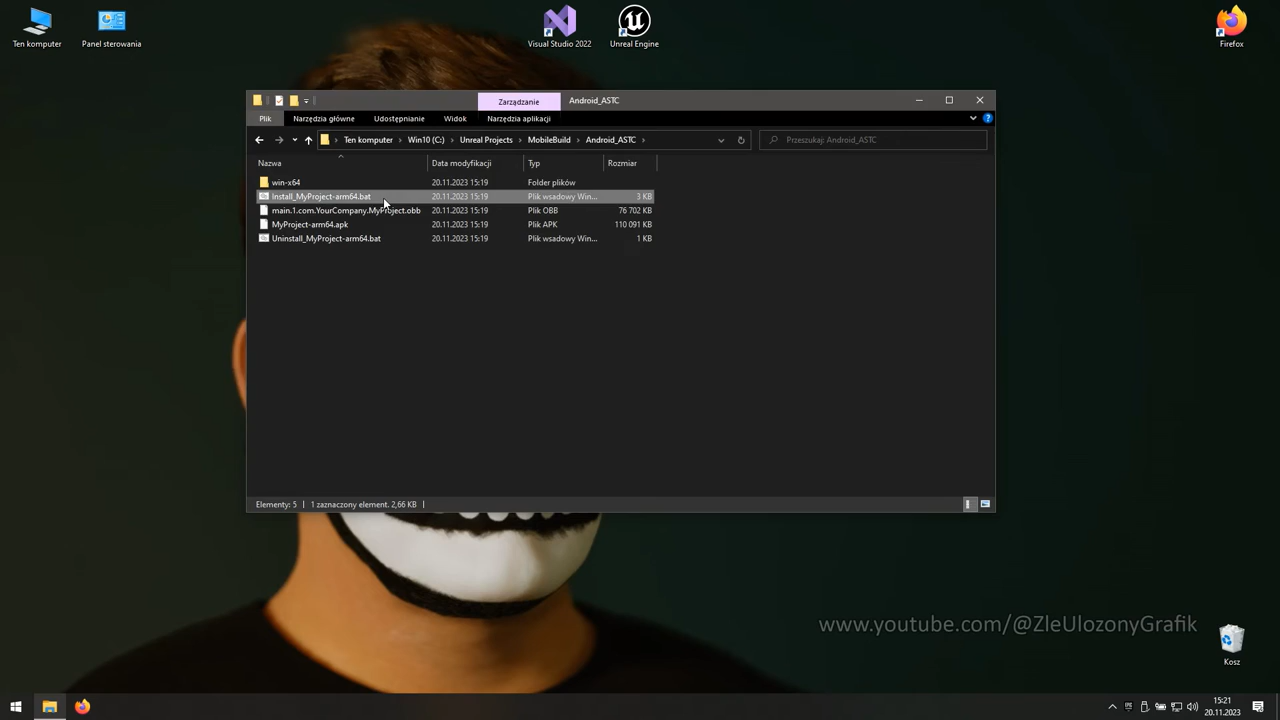 Ten komputer
Panel sterowania
Visual Studio 2022
Unreal Engine
Firefox
Zarządzanie
Android_ASTC
Plik
Narzędzia główne
Udostępnianie
Widok
Narzędzia aplikacji
Ten komputer > Win10 (C:) > Unreal Projects > MobileBuild > Android_ASTC >
Przeszukaj: Android_ASTC
Nazwa Data modyfikacji Typ Rozmiar
win-x64 20.11.2023 15:19 Folder plików
Install_MyProject-arm64.bat 20.11.2023 15:19 Plik wsadowy Win... 3 KB
main.1.com.YourCompany.MyProject.obb 20.11.2023 15:19 Plik OBB 76 702 KB
MyProject-arm64.apk 20.11.2023 15:19 Plik APK 110 091 KB
Uninstall_MyProject-arm64.bat 20.11.2023 15:19 Plik wsadowy Win... 1 KB
Elementy: 5 1 zaznaczony element. 2,66 KB
www.youtube.com/@ZleUlozonyGrafik
Kosz
15:21
20.11.2023